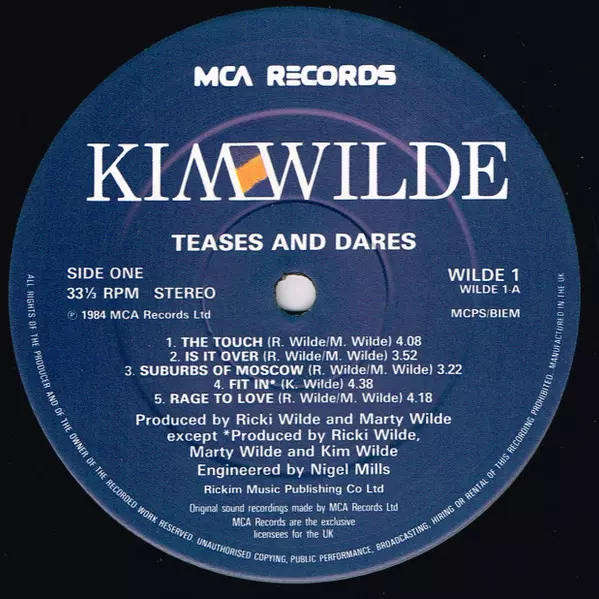 MCA RECORDS
KIM WILDE
TEASES AND DARES
SIDE ONE
33⅓ RPM STEREO
℗ 1984 MCA Records Ltd
WILDE 1
WILDE 1-A
MCPS/BIEM
1. THE TOUCH (R. Wilde/M. Wilde) 4.08
2. IS IT OVER (R. Wilde/M. Wilde) 3.52
3. SUBURBS OF MOSCOW (R. Wilde/M. Wilde) 3.22
4. FIT IN* (K. Wilde) 4.38
5. RAGE TO LOVE (R. Wilde/M. Wilde) 4.18
Produced by Ricki Wilde and Marty Wilde
except *Produced by Ricki Wilde,
Marty Wilde and Kim Wilde
Engineered by Nigel Mills
Rickim Music Publishing Co Ltd
Original sound recordings made by MCA Records Ltd
MCA Records are the exclusive
licensees for the UK
ALL RIGHTS OF THE PRODUCER AND OF THE OWNER OF THE RECORDED WORK RESERVED. UNAUTHORISED COPYING, PUBLIC PERFORMANCE, BROADCASTING, HIRING OR RENTAL OF THIS RECORDING PROHIBITED. MANUFACTURED IN THE UK